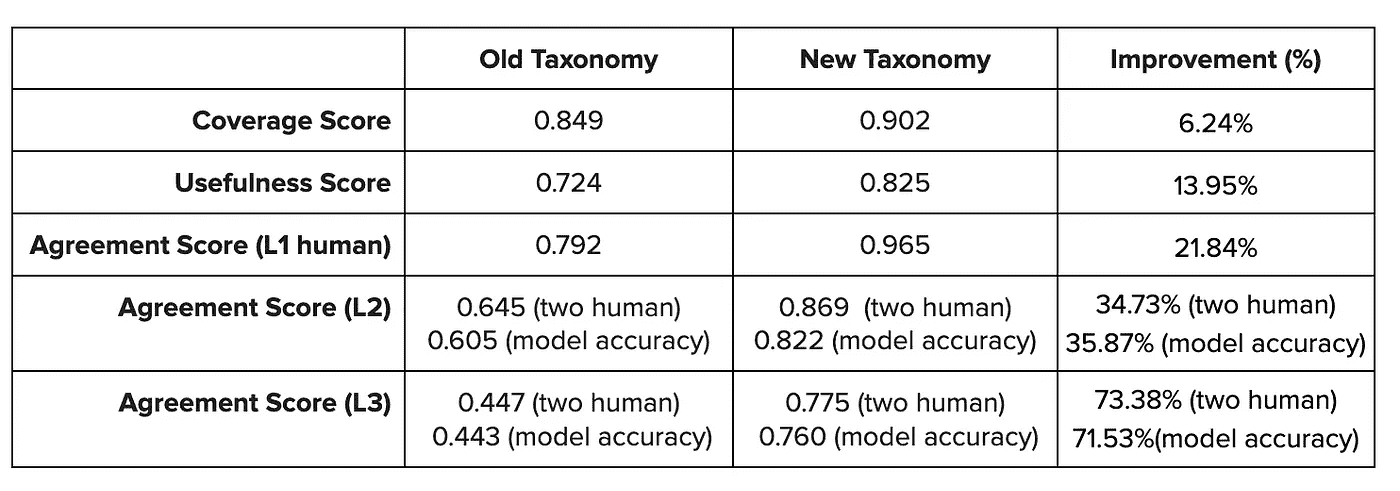 Old Taxonomy New Taxonomy Improvement (%)
Coverage Score 0.849 0.902 6.24%
Usefulness Score 0.724 0.825 13.95%
Agreement Score (L1 human) 0.792 0.965 21.84%
Agreement Score (L2) 0.645 (two human) 0.869 (two human) 34.73% (two human)
0.605 (model accuracy) 0.822 (model accuracy) 35.87% (model accuracy)
Agreement Score (L3) 0.447 (two human) 0.775 (two human) 73.38% (two human)
0.443 (model accuracy) 0.760 (model accuracy) 71.53%(model accuracy)